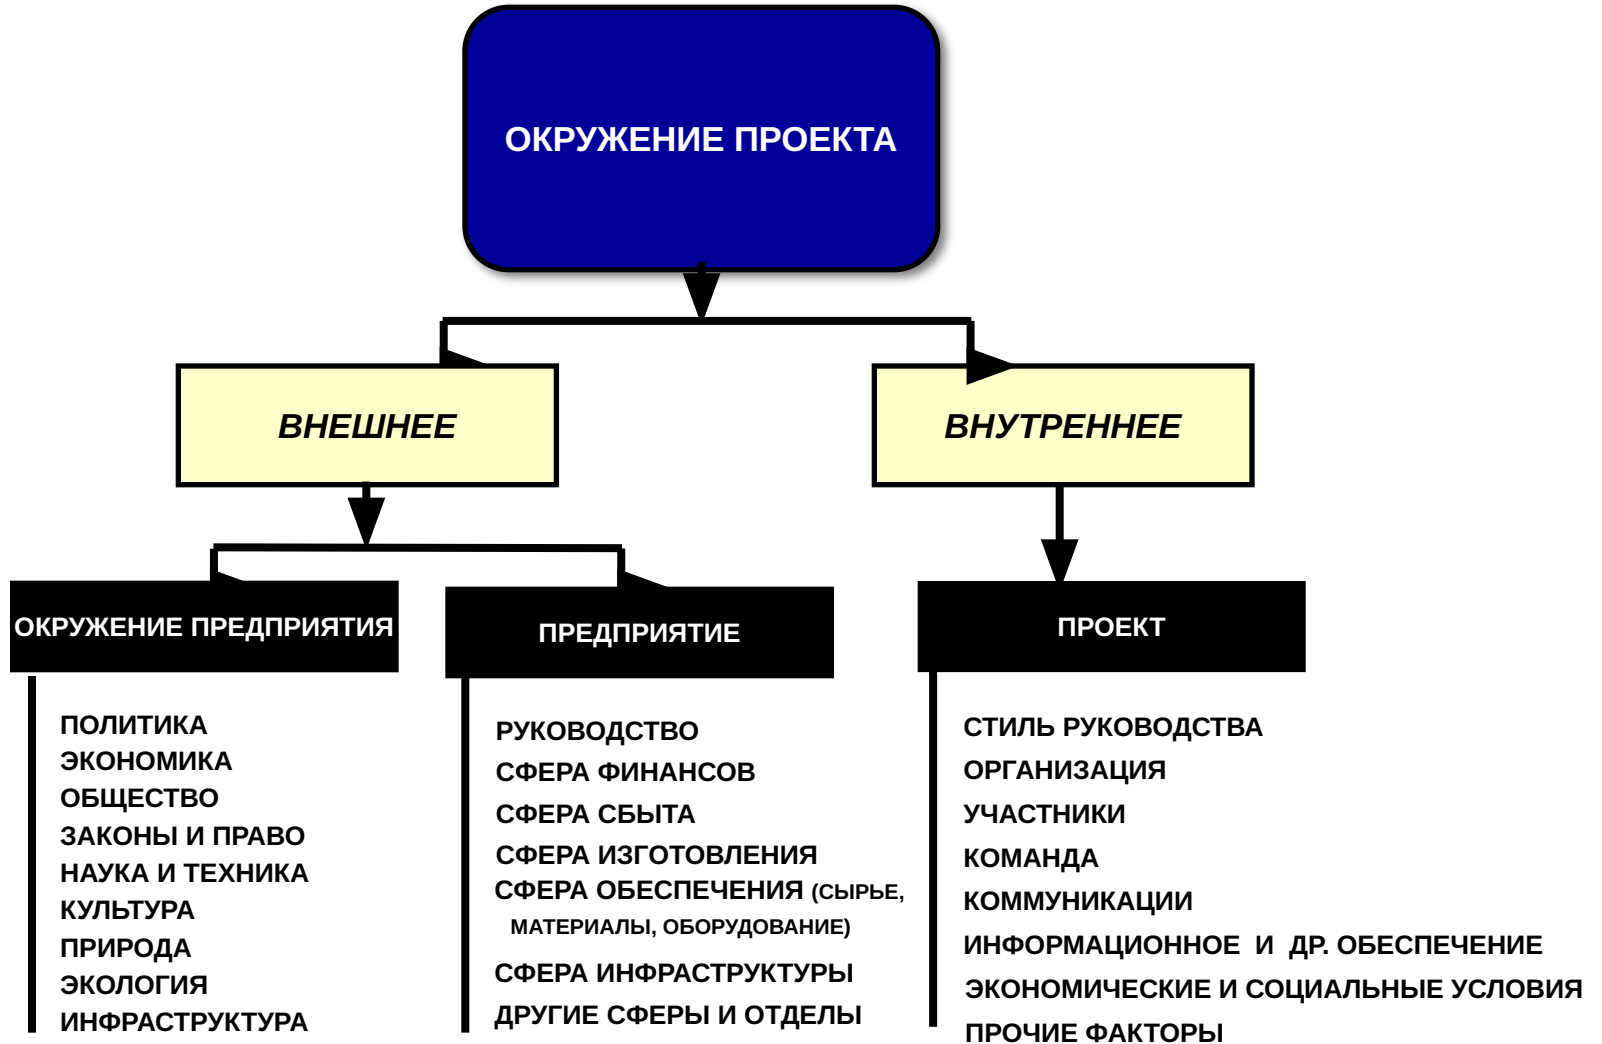 ОКРУЖЕНИЕ ПРОЕКТА
ВНЕШНЕЕ
ВНУТРЕННЕЕ
ОКРУЖЕНИЕ ПРЕДПРИЯТИЯ
ПОЛИТИКА
ЭКОНОМИКА
ОБЩЕСТВО
ЗАКОНЫ И ПРАВО
НАУКА И ТЕХНИКА
КУЛЬТУРА
ПРИРОДА
ЭКОЛОГИЯ
ИНФРАСТРУКТУРА
ПРЕДПРИЯТИЕ
РУКОВОДСТВО
СФЕРА ФИНАНСОВ
СФЕРА СБЫТА
СФЕРА ИЗГОТОВЛЕНИЯ
СФЕРА ОБЕСПЕЧЕНИЯ (СЫРЬЕ,
МАТЕРИАЛЫ, ОБОРУДОВАНИЕ)
СФЕРА ИНФРАСТРУКТУРЫ
ДРУГИЕ СФЕРЫ И ОТДЕЛЫ
ПРОЕКТ
СТИЛЬ РУКОВОДСТВА
ОРГАНИЗАЦИЯ
УЧАСТНИКИ
КОМАНДА
КОММУНИКАЦИИ
ИНФОРМАЦИОННОЕ И ДР. ОБЕСПЕЧЕНИЕ
ЭКОНОМИЧЕСКИЕ И СОЦИАЛЬНЫЕ УСЛОВИЯ
ПРОЧИЕ ФАКТОРЫ